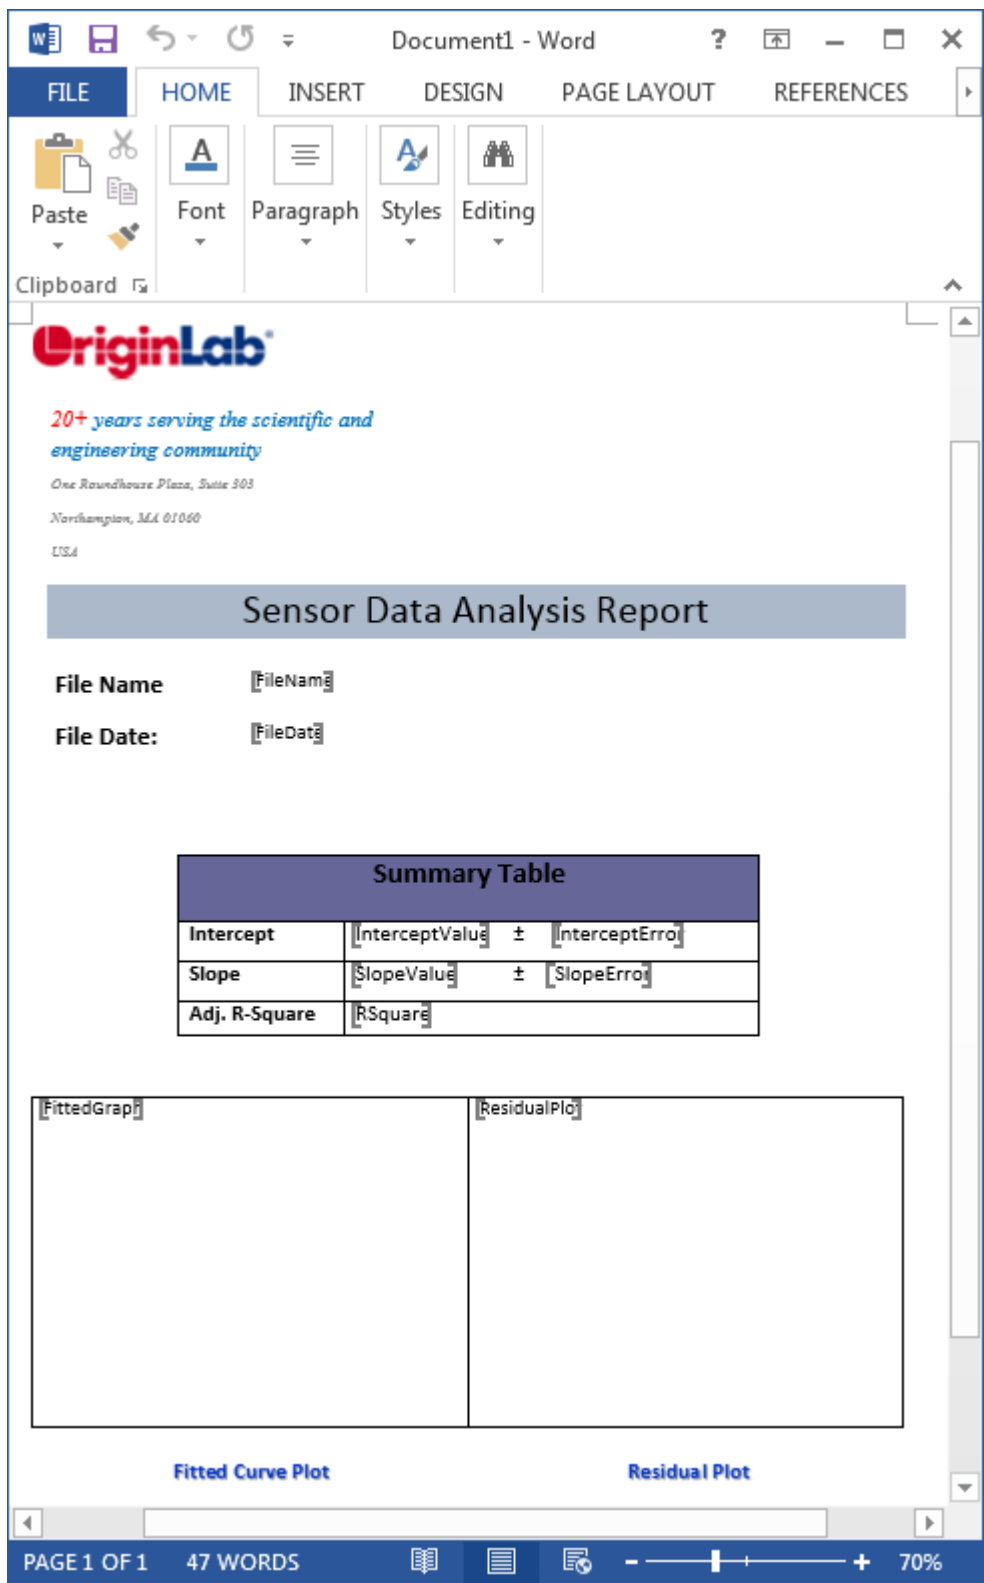 Document1 - Word ?
FILE HOME INSERT DESIGN PAGE LAYOUT REFERENCES
Paste Font Paragraph Styles Editing
Clipboard
OriginLab®
20+ years serving the scientific and
engineering community
One Roundhouse Plaza, Suite 303
Northampton, MA 01060
USA
Sensor Data Analysis Report
File Name [FileName]
File Date: [FileDate]
Summary Table
Intercept [InterceptValue] ± [InterceptError]
Slope [SlopeValue] ± [SlopeError]
Adj. R-Square [RSquare]
[FittedGraph] [ResidualPlot]
Fitted Curve Plot Residual Plot
PAGE 1 OF 1 47 WORDS 70%